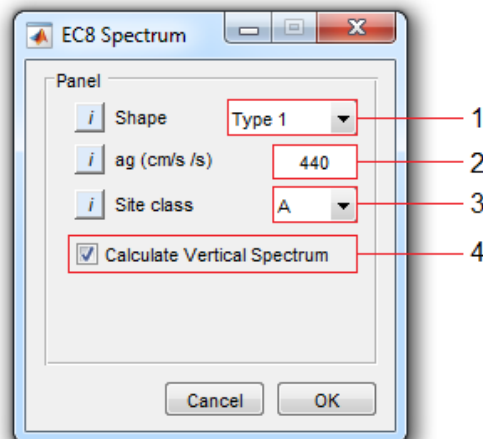 EC8 Spectrum
Panel
i Shape Type 1 1
i ag (cm/s /s) 440 2
i Site class A 3
Calculate Vertical Spectrum 4
Cancel OK